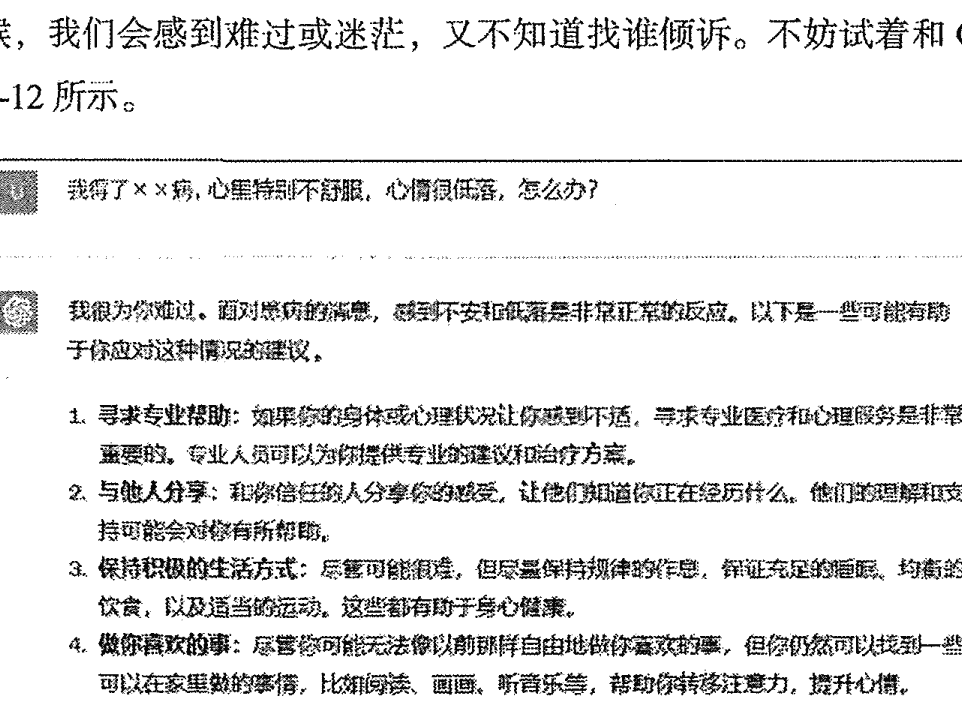 我们会感到难过或迷茫，又不知道找谁倾诉。不妨试着和
-12 所示。
我得了××病，心里特别不舒服，心情很低落，怎么办？
我很为你难过。面对患病的消息，感到不安和低落是非常正常的反应。以下是一些可能有助
于你应对这种情况的建议。
1. 寻求专业帮助：如果你的身体或心理状况让你感到不适，寻求专业医疗和心理服务是非常
重要的。专业人员可以为你提供专业的建议和治疗方案。
2. 与他人分享：和你信任的人分享你的感受，让他们知道你正在经历什么。他们的理解和支
持可能会对你有所帮助。
3. 保持积极的生活方式：尽管可能很难，但尽量保持规律的作息，保证充足的睡眠、均衡的
饮食，以及适当的运动。这些都有助于身心健康。
4. 做你喜欢的事：尽管你可能无法像以前那样自由地做你喜欢的事，但你仍然可以找到一些
可以在家里做的事情，比如阅读、画画、听音乐等，帮助你转移注意力，提升心情。